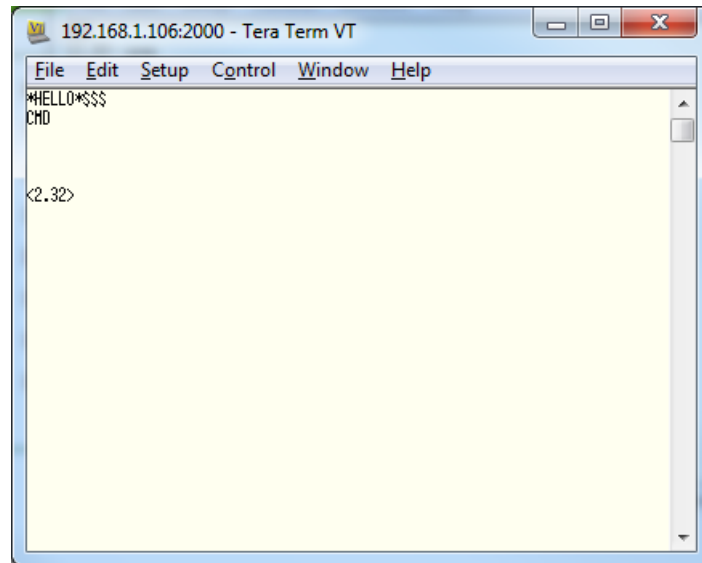 192.168.1.106:2000 - Tera Term VT
File Edit Setup Control Window Help
*HELLO*$$$
CMD
<2.32>